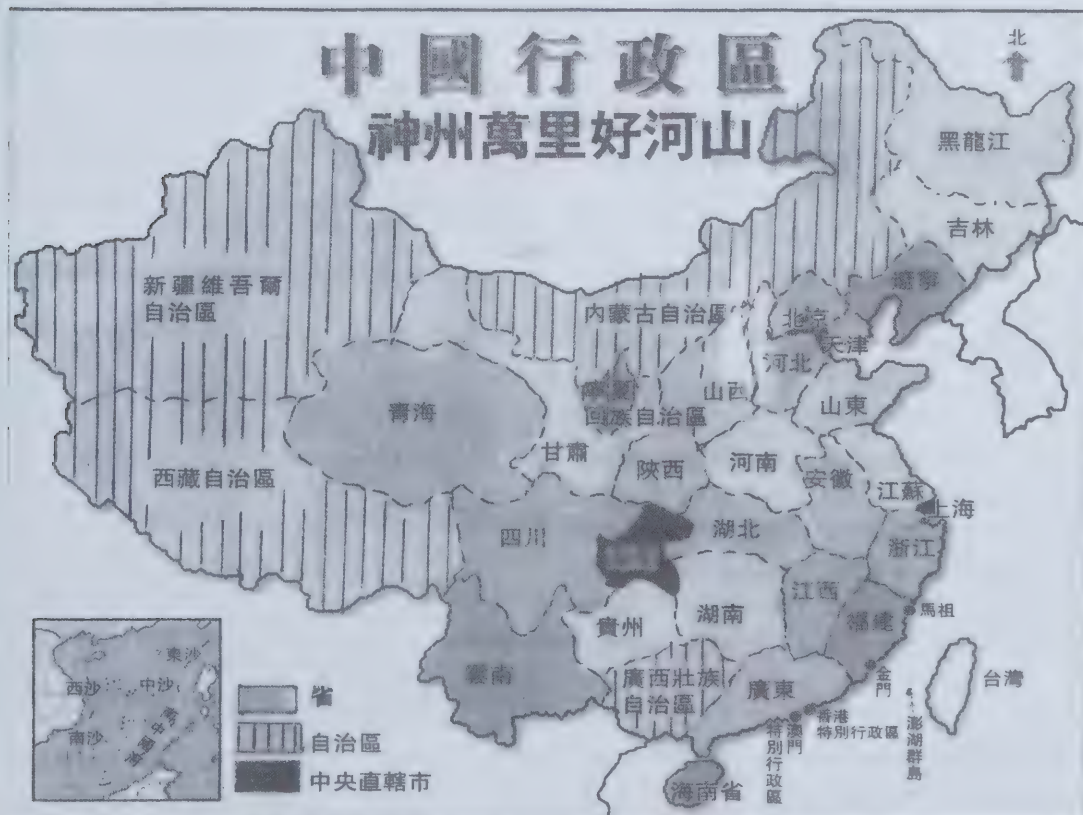 中國行政區
神州萬里好河山
北
黑龍江
吉林
遼寧
新疆維吾爾
自治區
內蒙古自治區
北京
天津
河北
山西
山東
寧夏
回族自治區
青海
甘肅
陝西
河南
安徽
江蘇
上海
西藏自治區
四川
湖北
浙江
江西
湖南
貴州
福建
馬祖
雲南
廣西壯族
自治區
廣東
金門
台灣
澎湖群島
香港
特別行政區
澳門
特別行政區
海南省
東沙
西沙
中沙
南沙
省
自治區
中央直轄市